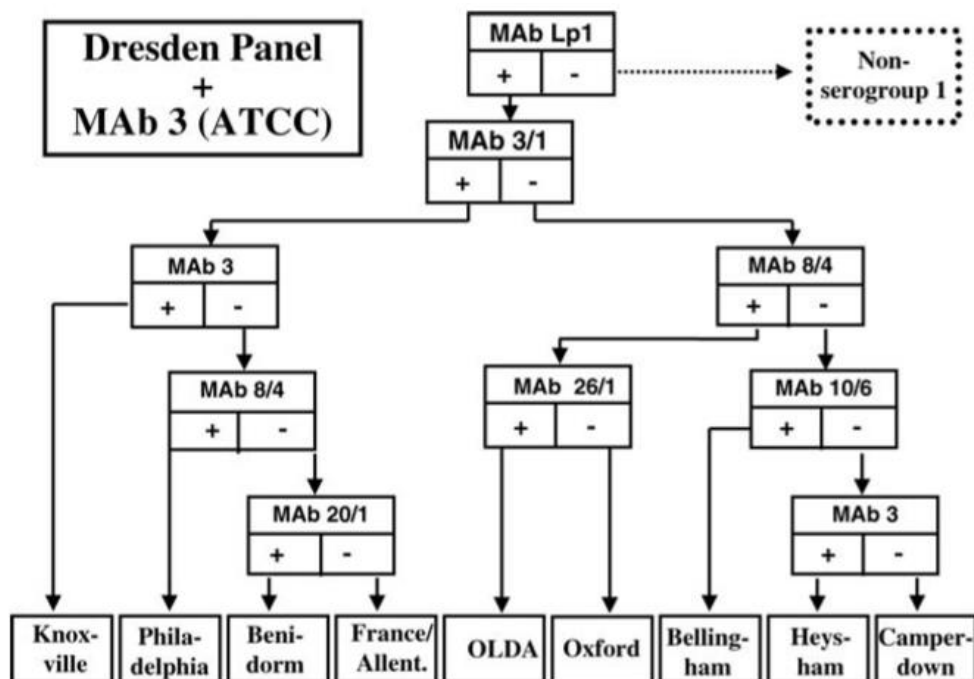 Dresden Panel
+
MAb 3 (ATCC)
MAb Lp1
+ -
Non-
serogroup 1
MAb 3/1
+ -
MAb 3
+ -
MAb 8/4
+ -
MAb 8/4
+ -
MAb 26/1
+ -
MAb 10/6
+ -
MAb 20/1
+ -
MAb 3
+ -
Knox-
ville
Phila-
delphia
Beni-
dorm
France/
Allent.
OLDA
Oxford
Belling-
ham
Heys-
ham
Camper-
down